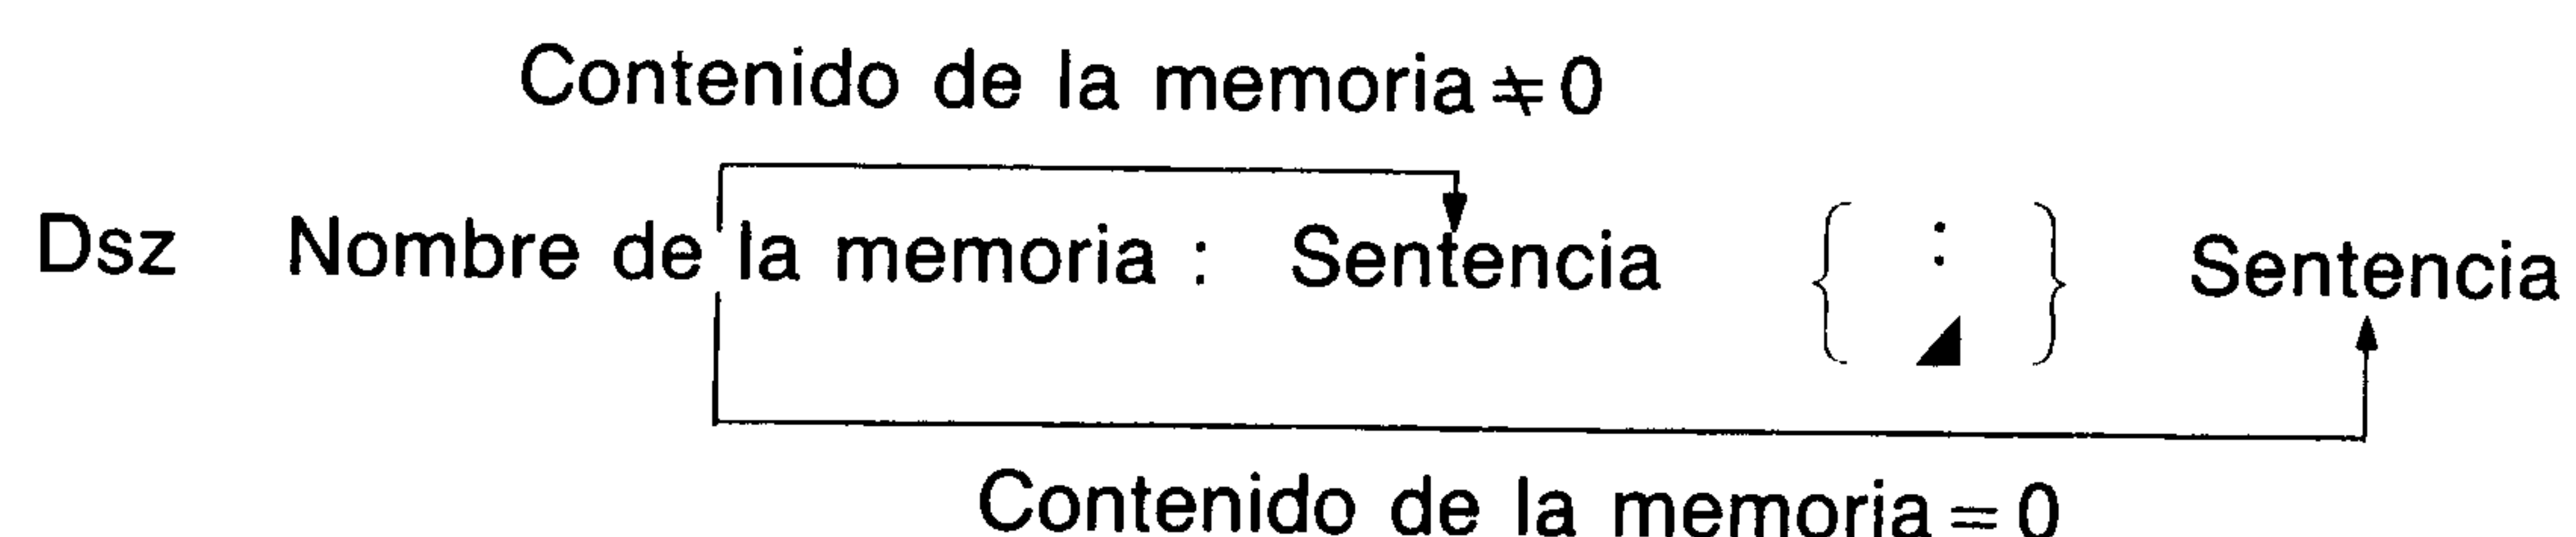 Contenido de la memoria ≠ 0
Dsz Nombre de la memoria : Sentencia { : ◢ } Sentencia
Contenido de la memoria = 0